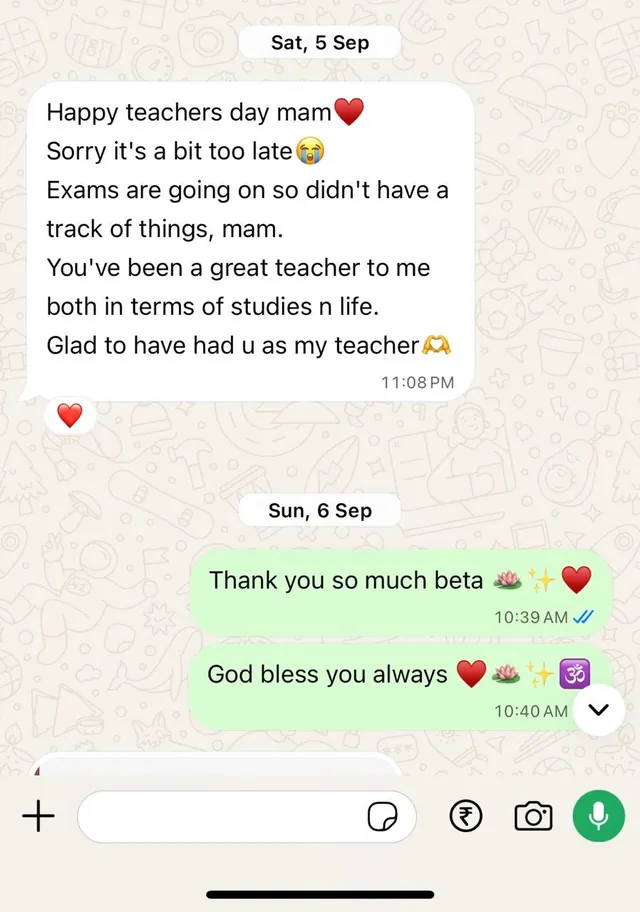 Sat, 5 Sep
Happy teachers day mam♥️
Sorry it's a bit too late😭
Exams are going on so didn't have a
track of things, mam.
You've been a great teacher to me
both in terms of studies n life.
Glad to have had u as my teacher🫶
11:08 PM
❤️
Sun, 6 Sep
Thank you so much beta 🪷✨♥️
10:39 AM
God bless you always ♥️🪷✨🕉️
10:40 AM